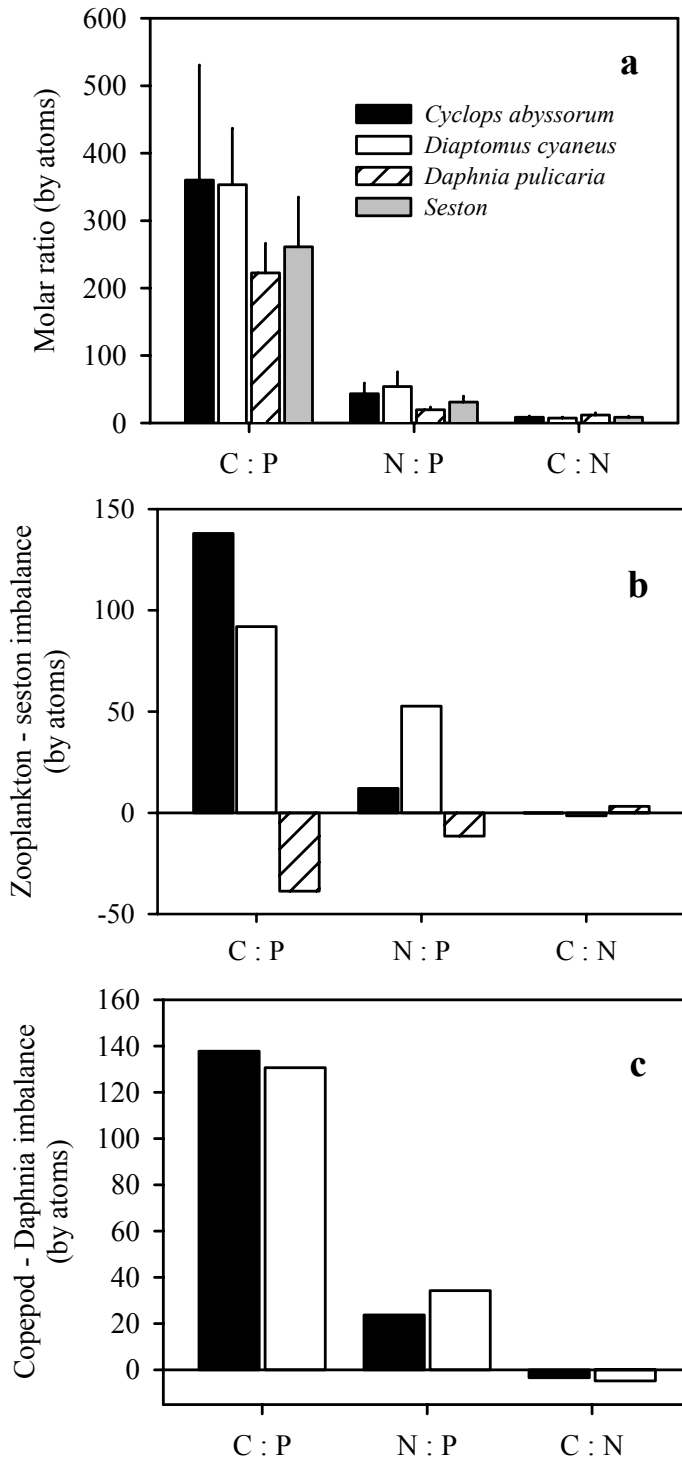 600
500
400
300
200
100
0
Molar ratio (by atoms)
a
Cyclops abyssorum
Diaptomus cyaneus
Daphnia pulicaria
Seston
C : P N : P C : N
150
100
50
0
-50
Zooplankton - seston imbalance
(by atoms)
b
C : P N : P C : N
160
140
120
100
80
60
40
20
0
Copepod - Daphnia imbalance
(by atoms)
c
C : P N : P C : N